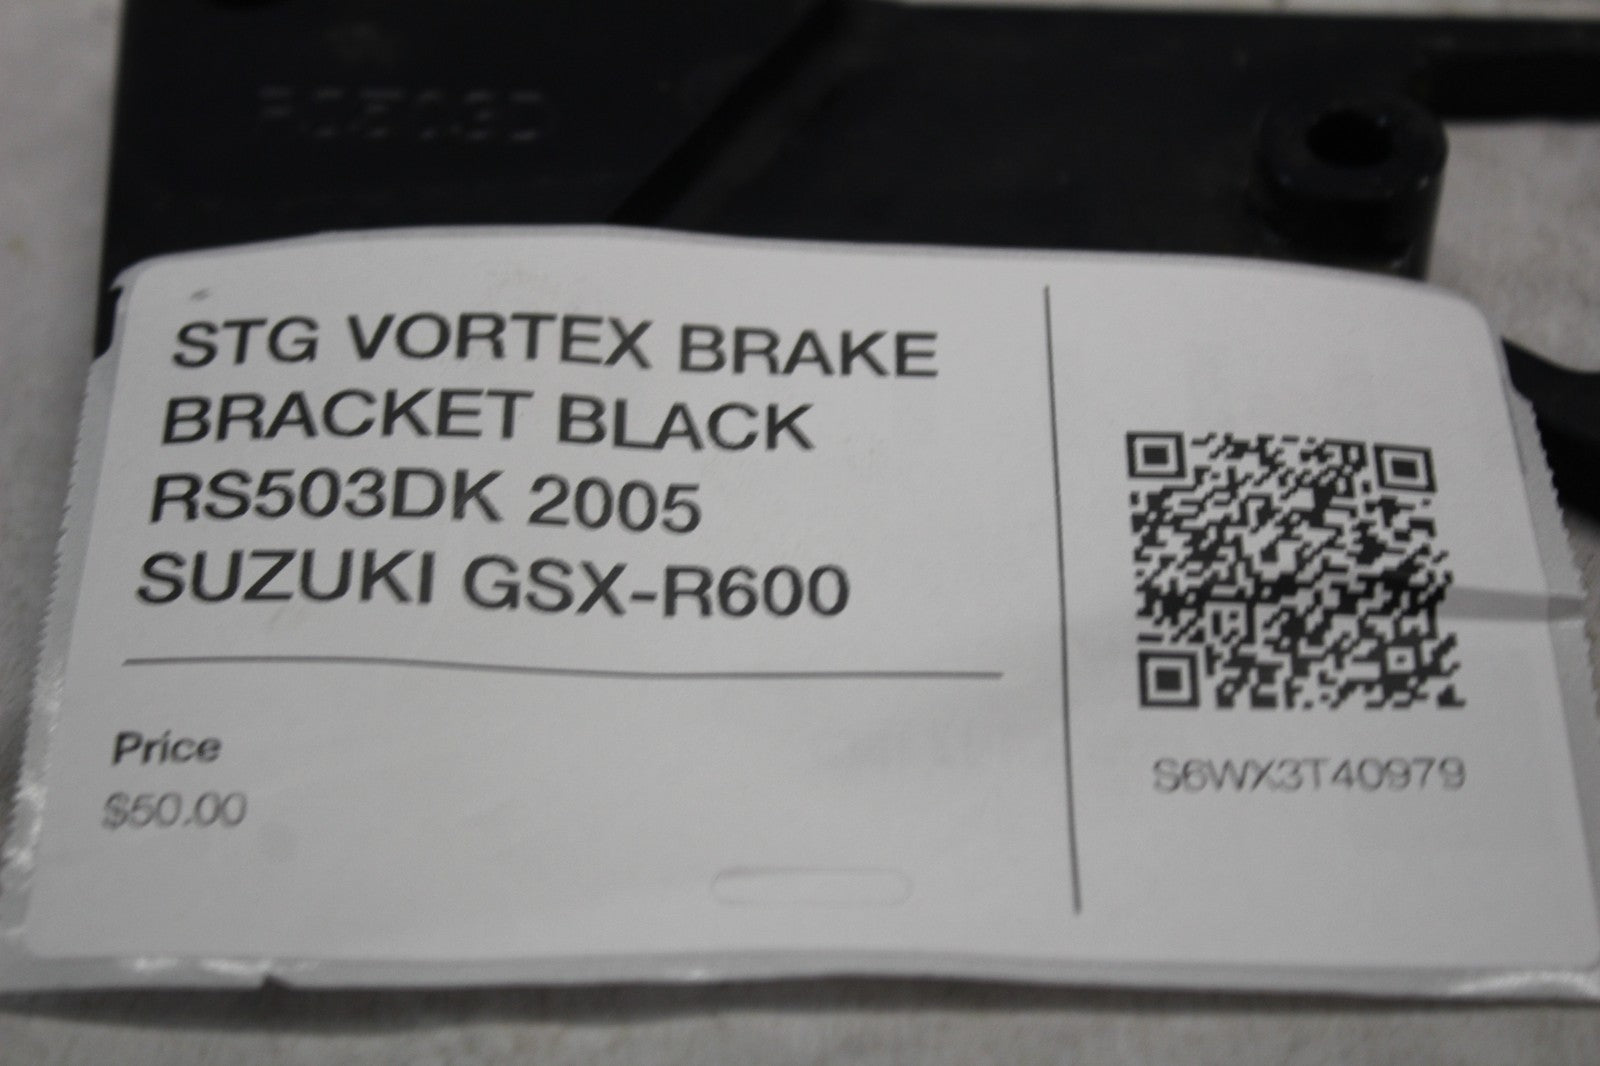 STG VORTEX BRAKE
BRACKET BLACK
RS503DK 2005
SUZUKI GSX-R600
Price
$50.00
S6WX3T40979